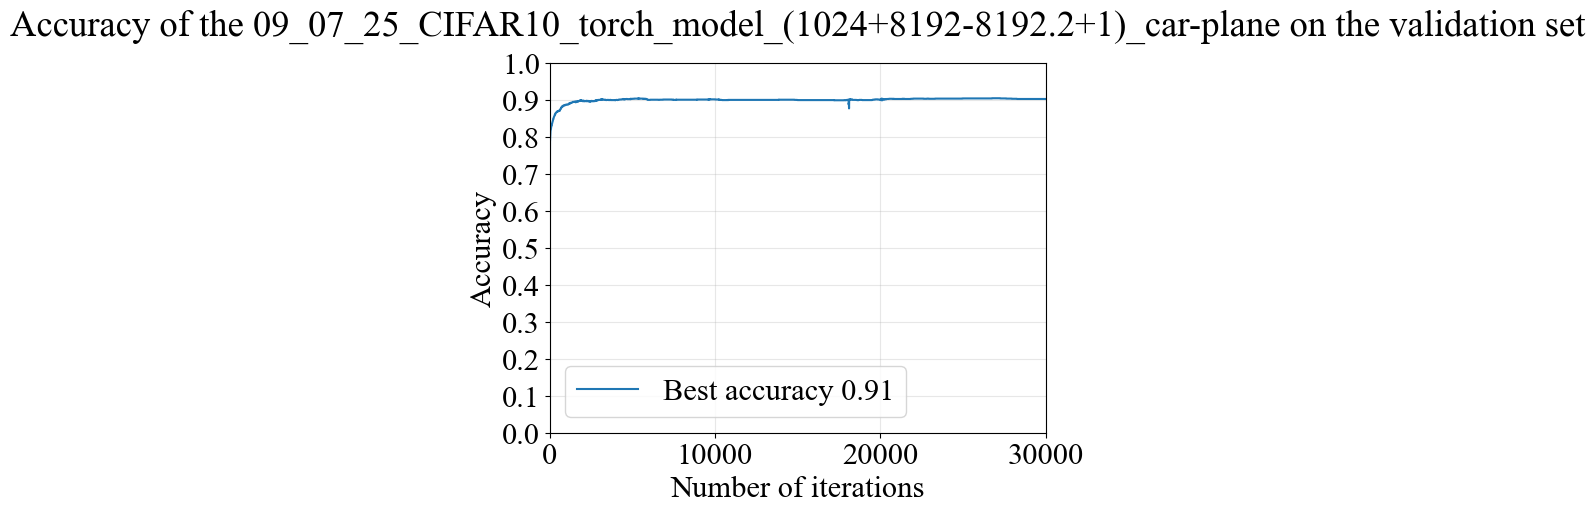 Accuracy of the 09_07_25_CIFAR10_torch_model_(1024+8192-8192.2+1)_car-plane on the validation set
1.0
0.9
0.8
0.7
0.6
0.5
0.4
0.3
0.2
0.1
0.0
Accuracy
Best accuracy 0.91
0 10000 20000 30000
Number of iterations